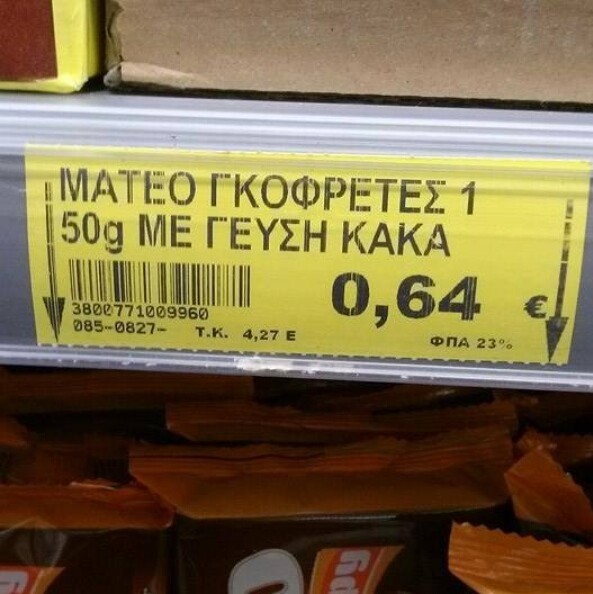 ΜΑΤΕΟ ΓΚΟΦΡΕΤΕΣ 1
50g ΜΕ ΓΕΥΣΗ ΚΑΚΑ
0,64 €
3800771009960
085-0827- Τ.Κ. 4,27 Ε ΦΠΑ 23%